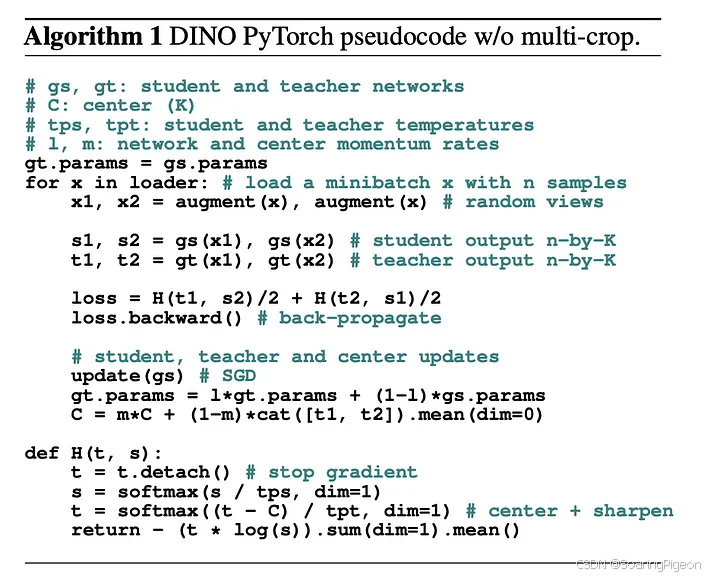 Algorithm 1 DINO PyTorch pseudocode w/o multi-crop.
# gs, gt: student and teacher networks
# C: center (K)
# tps, tpt: student and teacher temperatures
# l, m: network and center momentum rates
gt.params = gs.params
for x in loader: # load a minibatch x with n samples
    x1, x2 = augment(x), augment(x) # random views
    s1, s2 = gs(x1), gs(x2) # student output n-by-K
    t1, t2 = gt(x1), gt(x2) # teacher output n-by-K
    loss = H(t1, s2)/2 + H(t2, s1)/2
    loss.backward() # back-propagate
    # student, teacher and center updates
    update(gs) # SGD
    gt.params = l*gt.params + (1-l)*gs.params
    C = m*C + (1-m)*cat([t1, t2]).mean(dim=0)
def H(t, s):
    t = t.detach() # stop gradient
    s = softmax(s / tps, dim=1)
    t = softmax((t - C) / tpt, dim=1) # center + sharpen
    return - (t * log(s)).sum(dim=1).mean()
CSDN @SoaringPigeon